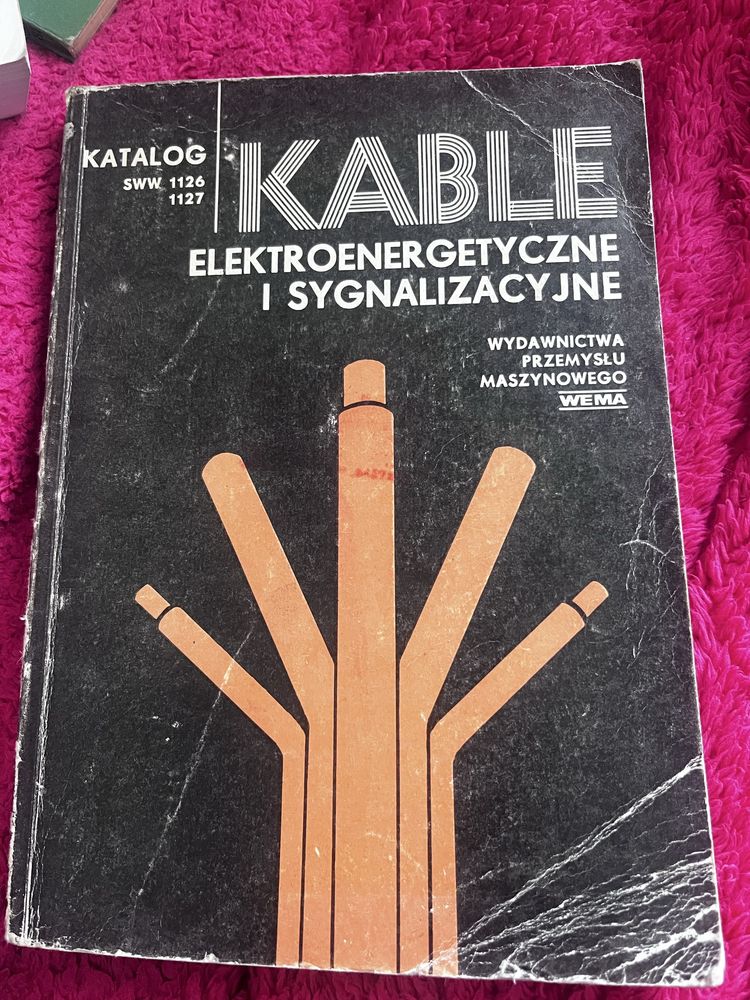 KATALOG
SWW 1126
1127
KABLE
ELEKTROENERGETYCZNE
I SYGNALIZACYJNE
WYDAWNICTWA
PRZEMYSŁU
MASZYNOWEGO
WEMA